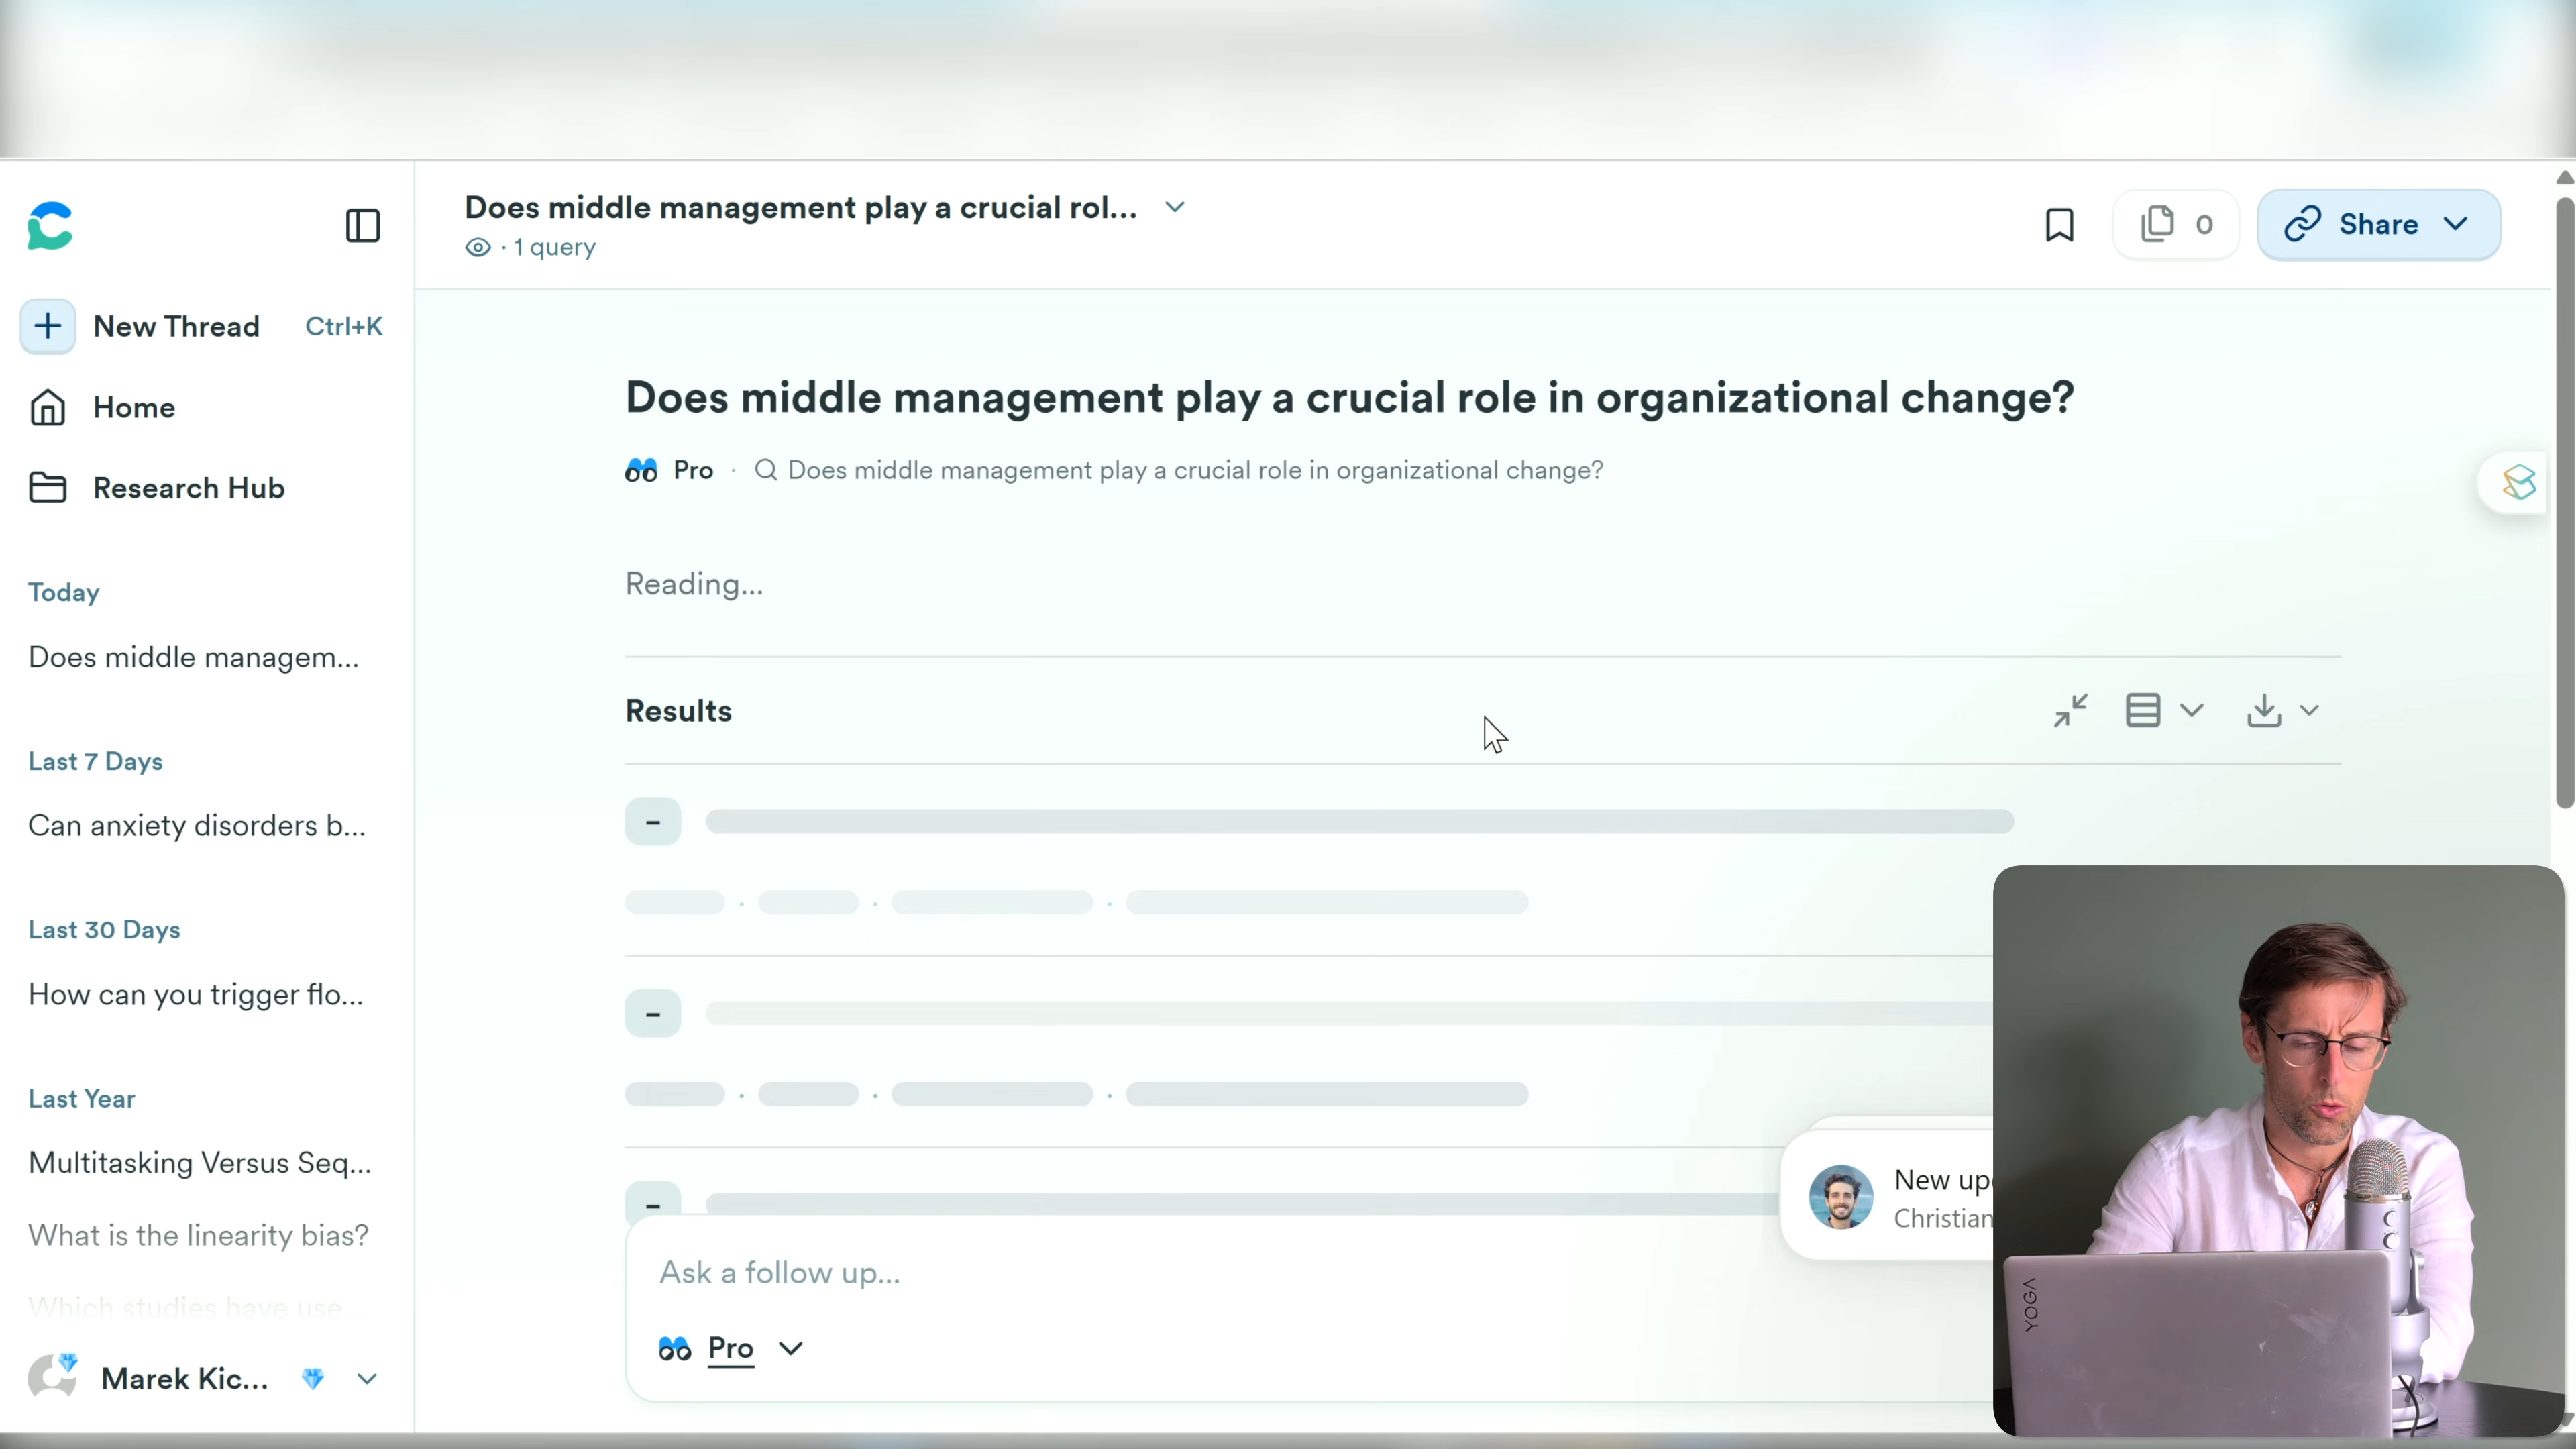 Does middle management play a crucial rol...
· 1 query
0
Share
New Thread
Ctrl+K
Home
Research Hub
Today
Does middle managem...
Last 7 Days
Can anxiety disorders b...
Last 30 Days
How can you trigger flo...
Last Year
Multitasking Versus Seq...
What is the linearity bias?
Which studies have use...
Marek Kic...
Does middle management play a crucial role in organizational change?
Pro · Does middle management play a crucial role in organizational change?
Reading...
Results
-
-
-
Ask a follow up...
Pro
New up
Christian
YOGA